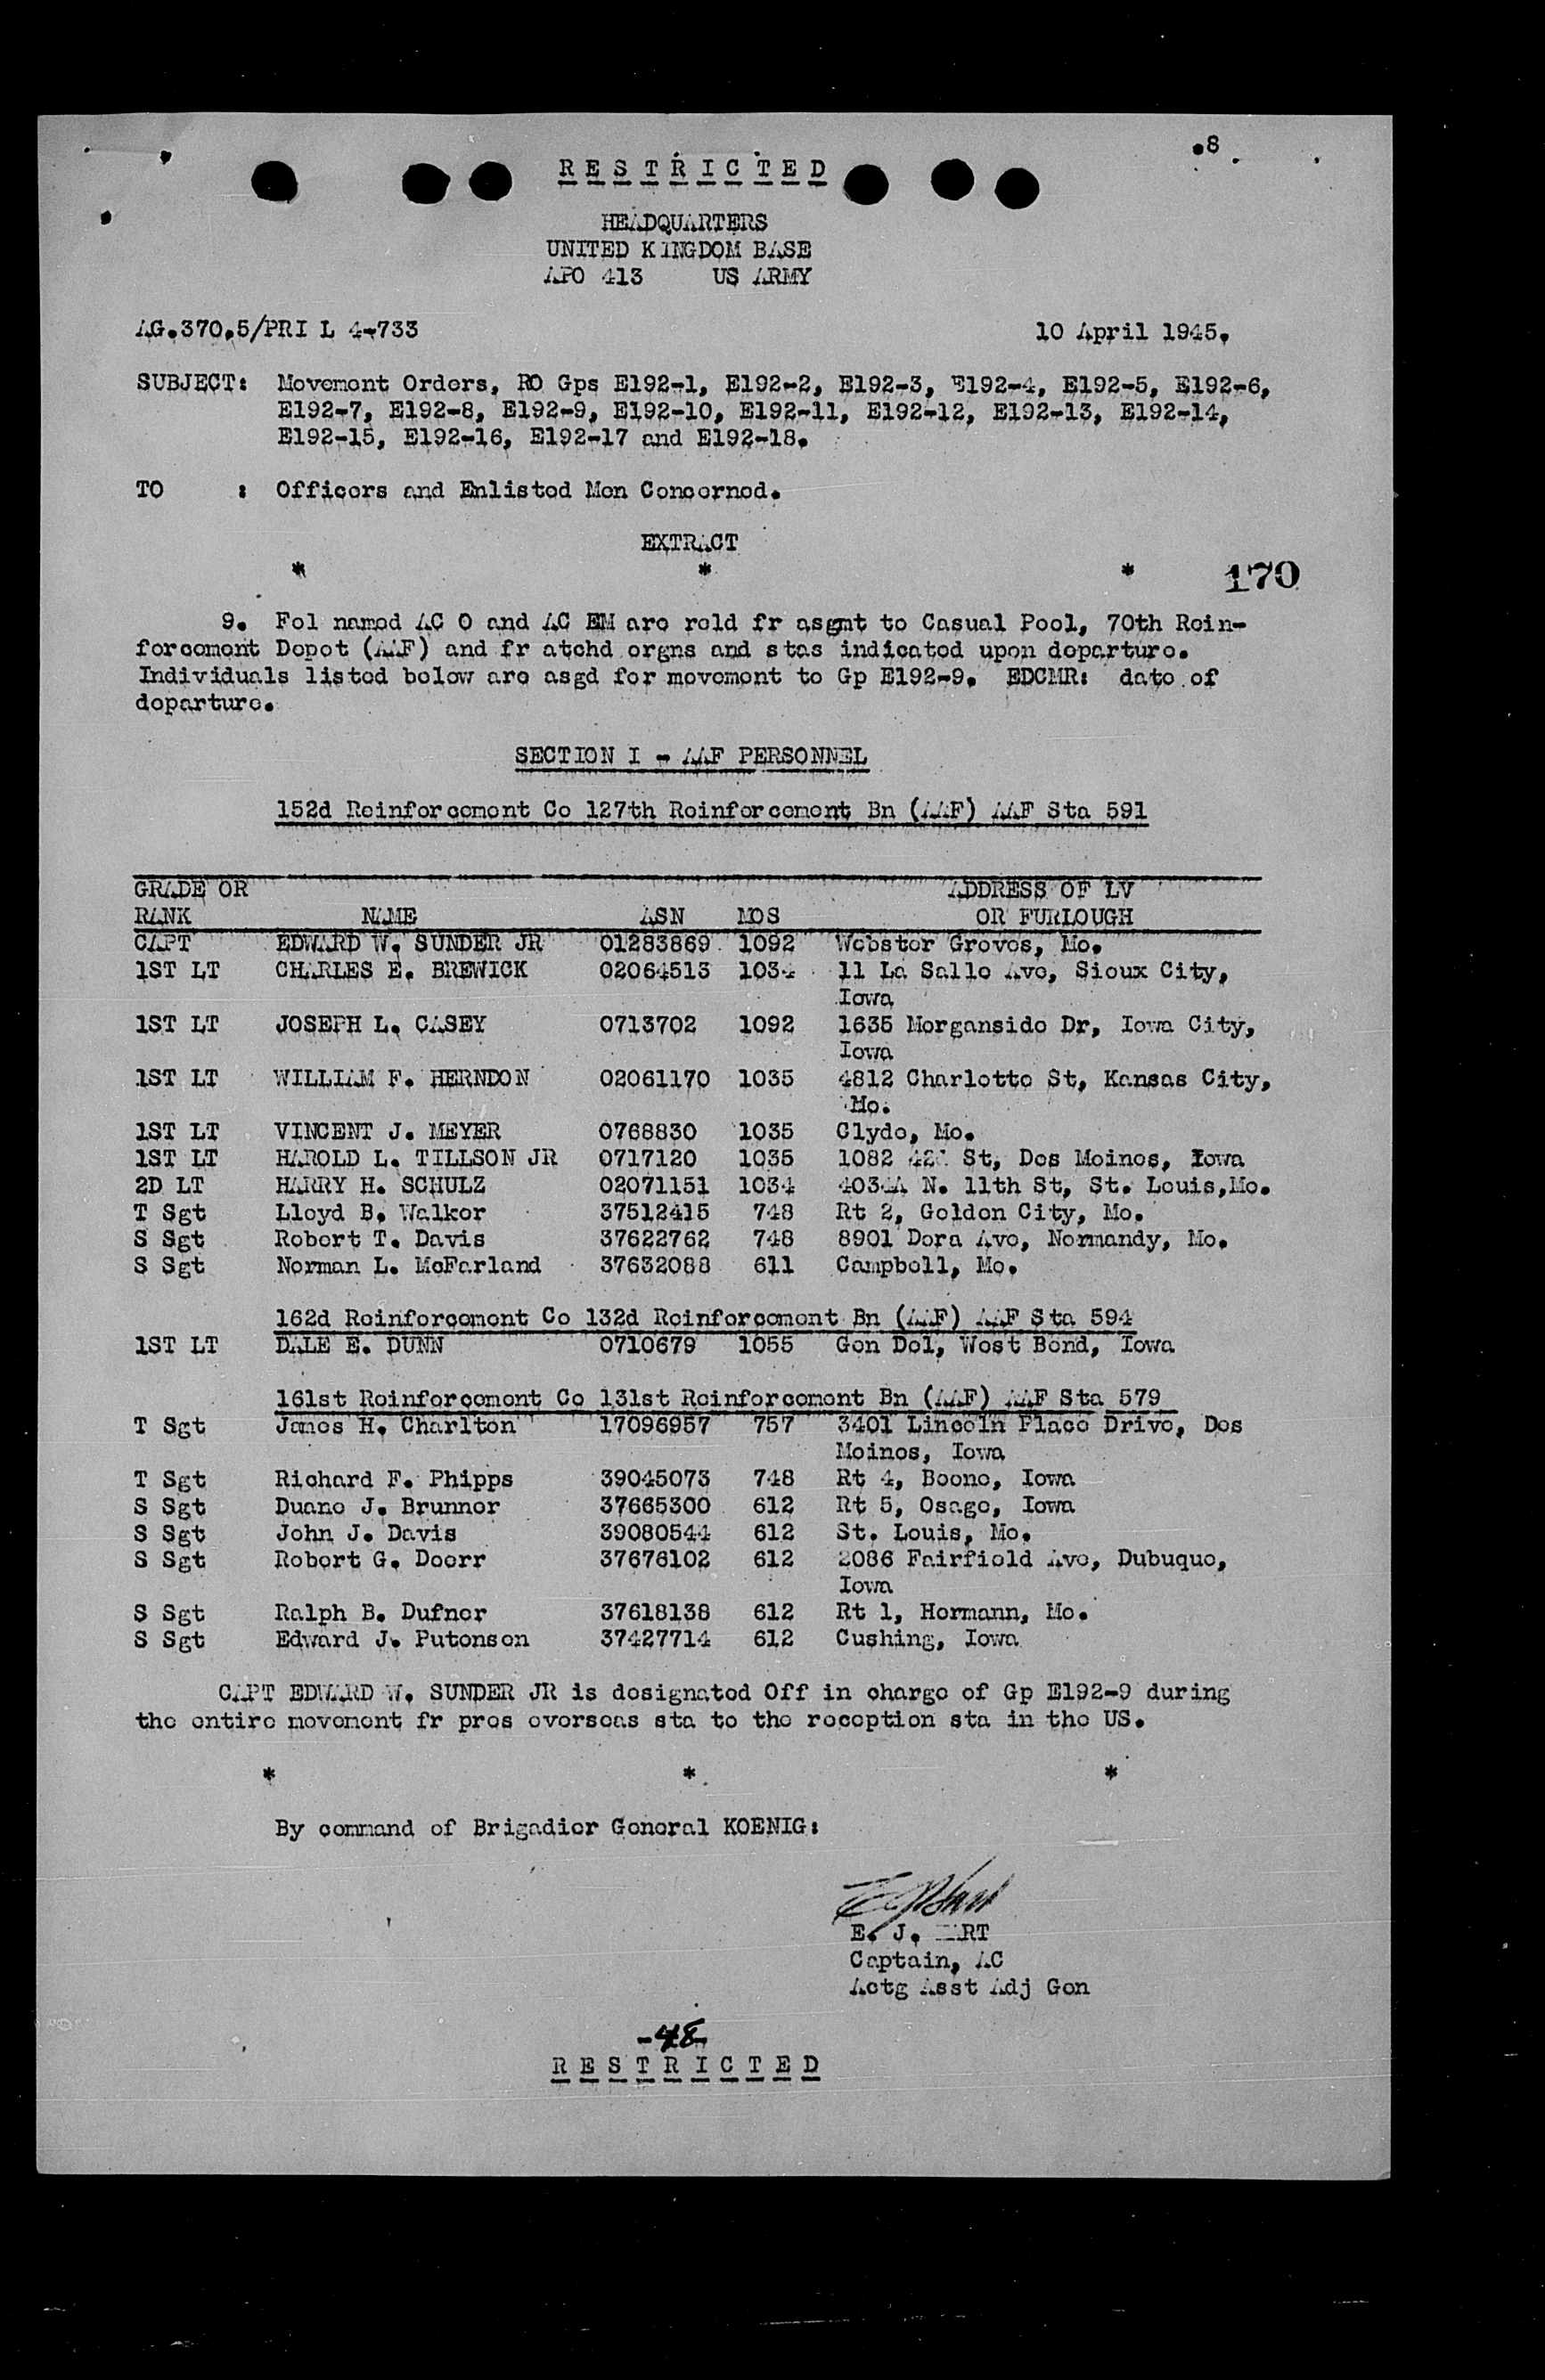 .8
RESTRICTED
HEADQUARTERS
UNITED KINGDOM BASE
APO 413 US ARMY
AG.370.5/PRI L 4-733 10 April 1945.
SUBJECT: Movement Orders, RO Gps E192-1, E192-2, E192-3, E192-4, E192-5, E192-6,
E192-7, E192-8, E192-9, E192-10, E192-11, E192-12, E192-13, E192-14,
E192-15, E192-16, E192-17 and E192-18.
TO : Officers and Enlisted Men Concerned.
EXTRACT
* * * 170
9. Fol named AC O and AC EM are reld fr asgmt to Casual Pool, 70th Rein-
forcement Depot (AAF) and fr atchd orgns and stas indicated upon departure.
Individuals listed below are asgd for movement to Gp E192-9. EDCMR: date of
departure.
SECTION I - AAF PERSONNEL
152d Reinforcement Co 127th Reinforcement Bn (AAF) AAF Sta 591
GRADE OR ADDRESS OF LV
RANK NAME ASN MOS OR FURLOUGH
CAPT EDWARD W. SUNDER JR 01283869 1092 Webster Groves, Mo.
1ST LT CHARLES E. BREWICK 02064513 1034 11 La Salle Ave, Sioux City,
Iowa
1ST LT JOSEPH L. CASEY 0713702 1092 1635 Morganside Dr, Iowa City,
Iowa
1ST LT WILLIAM F. HERNDON 02061170 1035 4812 Charlotte St, Kansas City,
Mo.
1ST LT VINCENT J. MEYER 0768830 1035 Clyde, Mo.
1ST LT HAROLD L. TILLSON JR 0717120 1035 1082 St, Des Moines, Iowa
2D LT HARRY H. SCHULZ 02071151 1034 4034A N. 11th St, St. Louis,Mo.
T Sgt Lloyd B. Walker 37512415 748 Rt 2, Golden City, Mo.
S Sgt Robert T. Davis 37622762 748 8901 Dora Ave, Normandy, Mo.
S Sgt Norman L. McFarland 37632088 611 Campbell, Mo.
162d Reinforcement Co 132d Reinforcement Bn (AAF) AAF Sta 594
1ST LT DALE E. DUNN 0710679 1055 Gen Del, West Bend, Iowa
161st Reinforcement Co 131st Reinforcement Bn (AAF) AAF Sta 579
T Sgt James H. Charlton 17096957 757 3401 Lincoln Place Drive, Des
Moines, Iowa
T Sgt Richard F. Phipps 39045073 748 Rt 4, Boone, Iowa
S Sgt Duane J. Brunner 37665300 612 Rt 5, Osage, Iowa
S Sgt John J. Davis 39080544 612 St. Louis, Mo.
S Sgt Robert G. Doerr 37676102 612 2086 Fairfield Ave, Dubuque,
Iowa
S Sgt Ralph B. Dufner 37618138 612 Rt 1, Hermann, Mo.
S Sgt Edward J. Putenson 37427714 612 Cushing, Iowa
CAPT EDWARD W. SUNDER JR is designated Off in charge of Gp E192-9 during
the entire movement fr pres overseas sta to the reception sta in the US.
* * *
By command of Brigadier General KOENIG:
E. J.
Captain, AC
Actg Asst Adj Gen
-48-
RESTRICTED